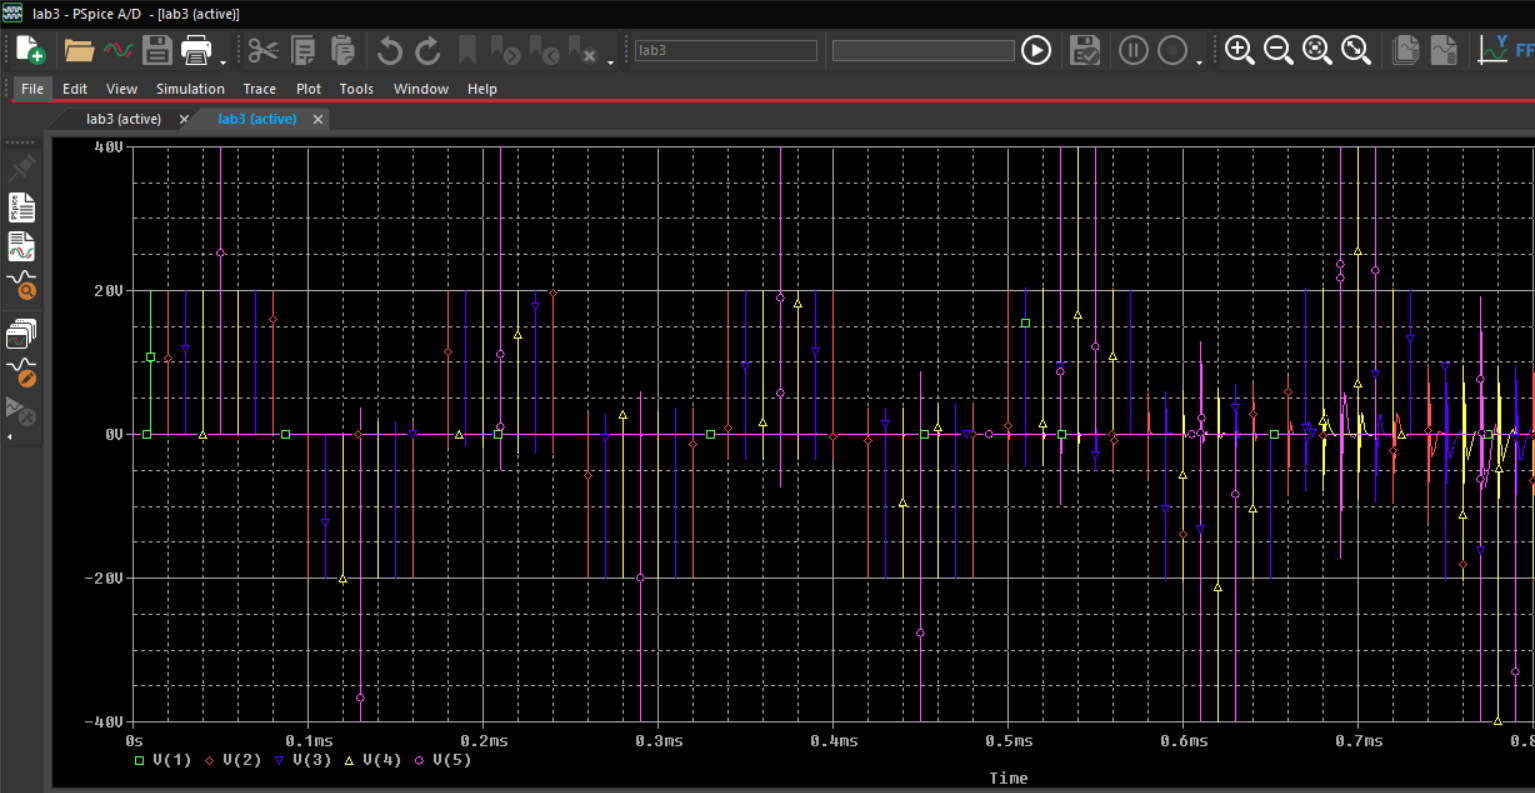 lab3 - PSpice A/D - [lab3 (active)]
lab3
Y
FF
File Edit View Simulation Trace Plot Tools Window Help
lab3 (active) lab3 (active)
PSpice
40V
20V
0V
-20V
-40V
0s 0.1ms 0.2ms 0.3ms 0.4ms 0.5ms 0.6ms 0.7ms 0.8
V(1) V(2) V(3) V(4) V(5)
Time